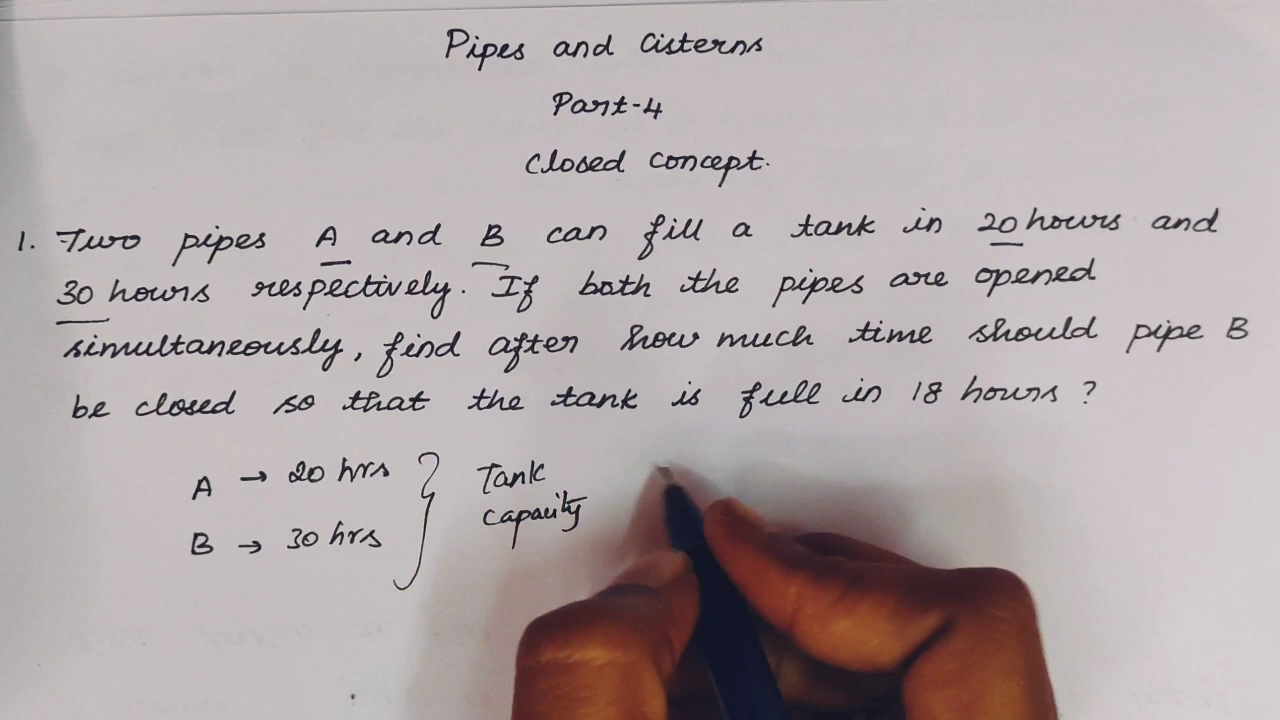 Pipes and Cisterns
Part-4
Closed concept.
1. Two pipes A and B can fill a tank in 20 hours and
30 hours respectively. If both the pipes are opened
simultaneously, find after how much time should pipe B
be closed so that the tank is full in 18 hours ?
A → 20 hrs
B → 30 hrs
Tank
capacity